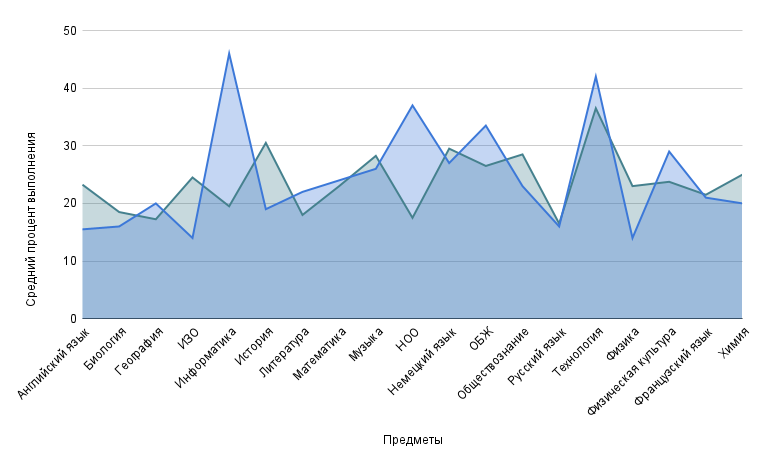 Средний процент выполнения
50
40
30
20
10
0
Английский язык
Биология
География
ИЗО
Информатика
История
Литература
Математика
Музыка
НОО
Немецкий язык
ОБЖ
Обществознание
Русский язык
Технология
Физика
Физическая культура
Французский язык
Химия
Предметы